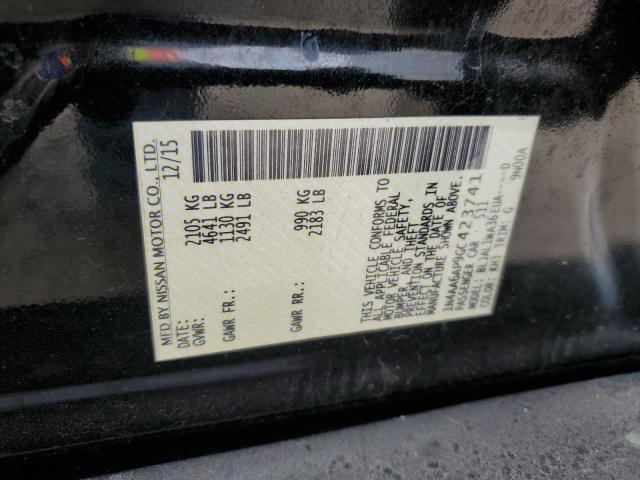 MFD BY NISSAN MOTOR CO., LTD.
DATE: 12/15
GVWR: 2105 KG
4641 LB
GAWR FR.: 1130 KG
2491 LB
GAWR RR.: 990 KG
2183 LB
THIS VEHICLE CONFORMS TO
ALL APPLICABLE FEDERAL
MOTOR VEHICLE SAFETY,
BUMPER, AND THEFT
PREVENTION STANDARDS IN
EFFECT ON THE DATE OF
MANUFACTURE SHOWN ABOVE.
1N4AA6AP9GC423741
PASSENGER CAR 511
MODEL: BLJALIWA36EUA-----D
COLOR: KH3 TRIM: G 9N00A